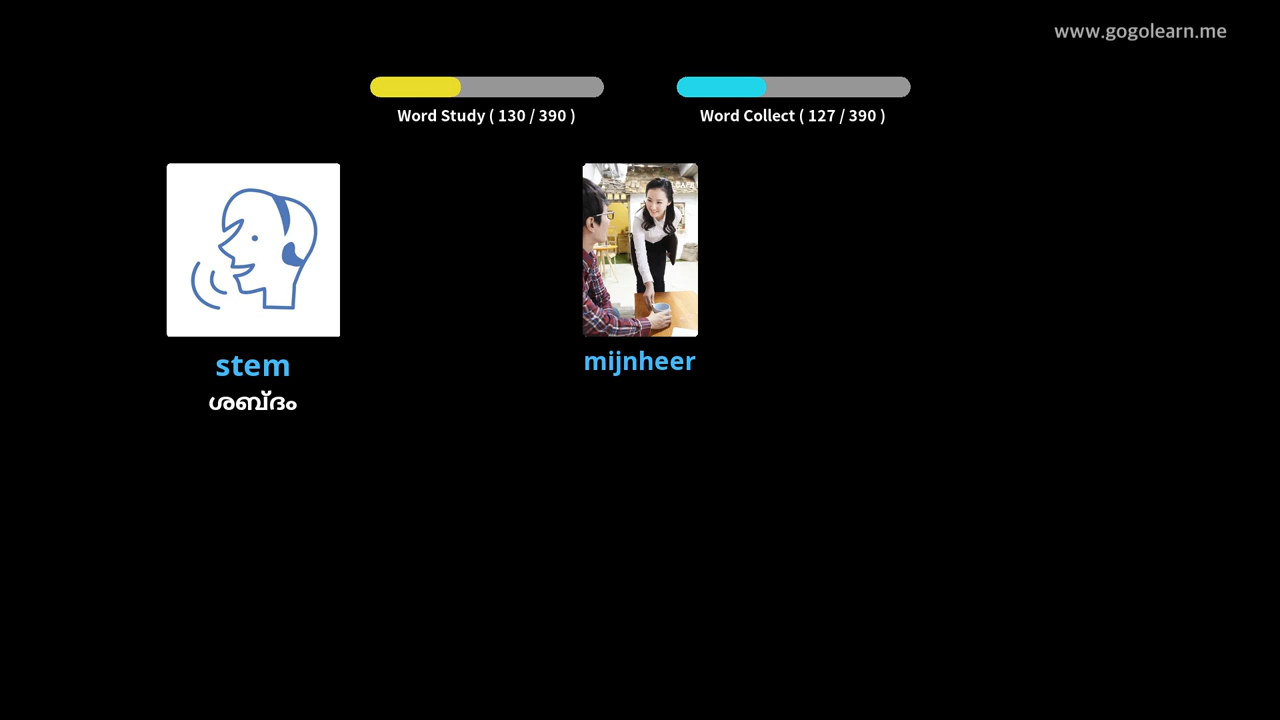 www.gogolearn.me
Word Study ( 130 / 390 )
Word Collect ( 127 / 390 )
stem
ശബ്ദം
mijnheer